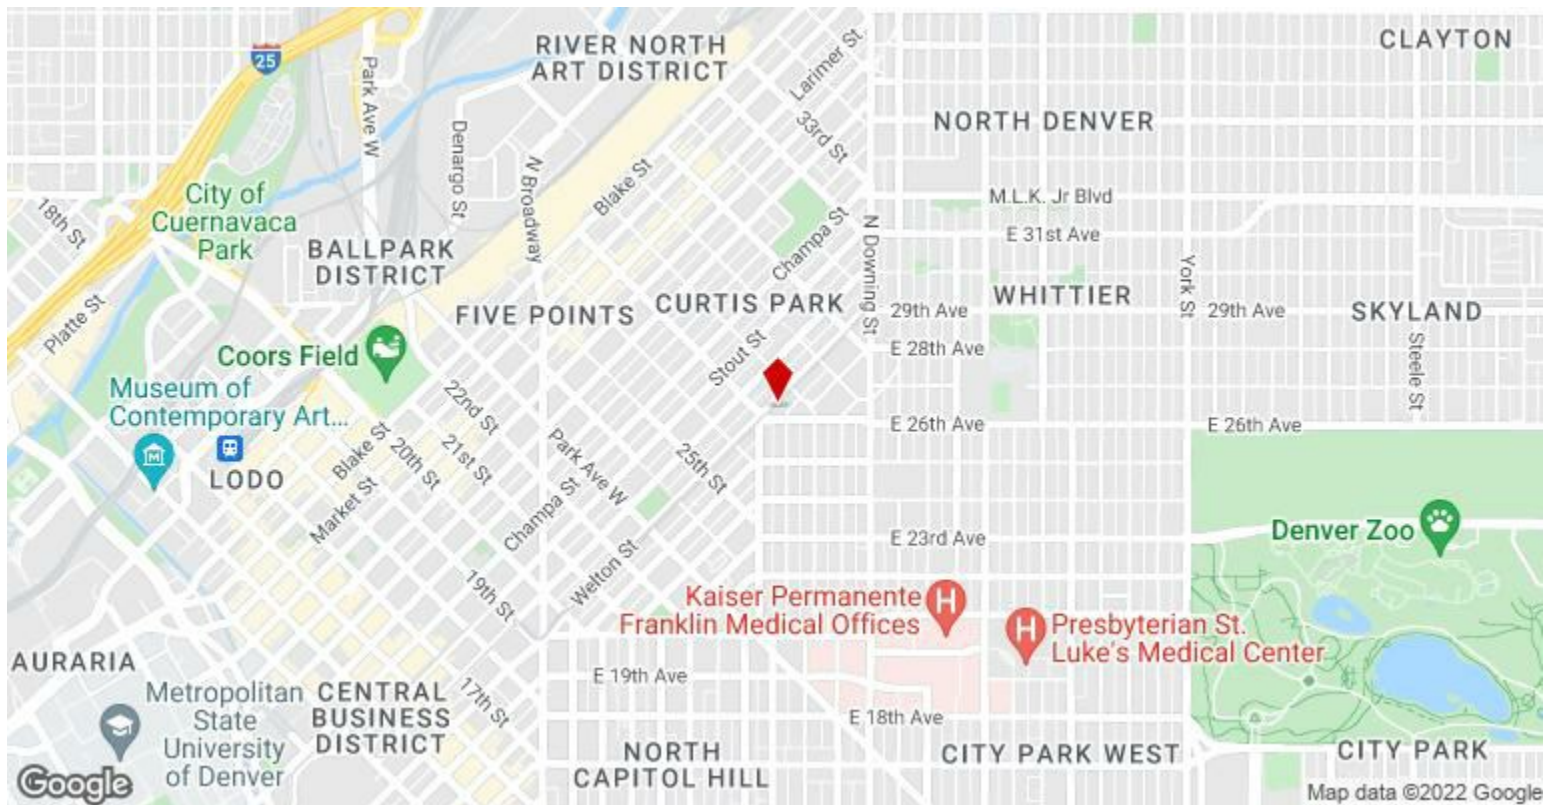 RIVER NORTH
ART DISTRICT
Larimer St
CLAYTON
25
Park Ave W
33rd St
NORTH DENVER
Denargo St
N Broadway
Blake St
City of
Cuernavaca
Park
18th St
M.L.K. Jr Blvd
BALLPARK
DISTRICT
Champa St
N Downing St
E 31st Ave
York St
Platte St
FIVE POINTS
CURTIS PARK
29th Ave
WHITTIER
29th Ave
SKYLAND
Coors Field
Stout St
E 28th Ave
Steele St
Museum of
Contemporary Art...
22nd St
E 26th Ave
E 26th Ave
Blake St
20th St
21st St
Park Ave W
25th St
LODO
Market St
Champa St
E 23rd Ave
Denver Zoo
Welton St
19th St
Kaiser Permanente
Franklin Medical Offices
H
H
Presbyterian St.
Luke's Medical Center
AURARIA
E 19th Ave
Metropolitan
State
University
of Denver
CENTRAL
BUSINESS
DISTRICT
17th St
E 18th Ave
NORTH
CAPITOL HILL
CITY PARK WEST
CITY PARK
Google
Map data ©2022 Google
M